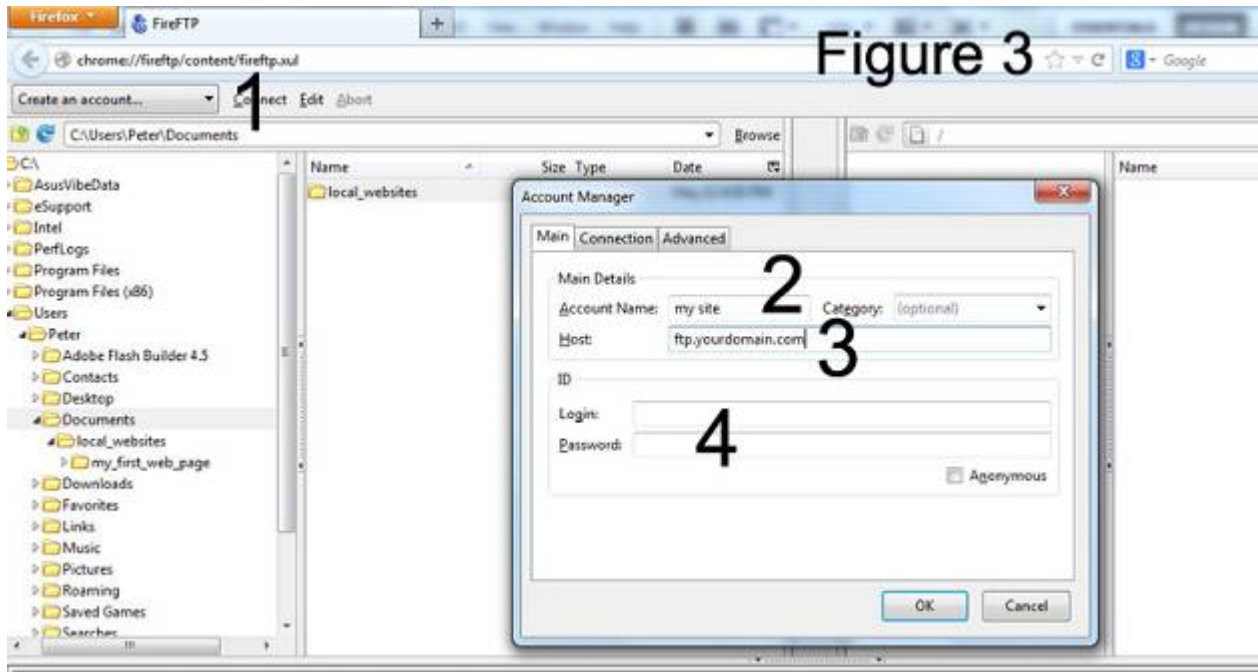 Firefox
FireFTP
+
chrome://fireftp/content/fireftp.xul
Figure 3
Google
1
Create an account...
Connect Edit Abort
C:\Users\Peter\Documents
Browse
/
C:\
AsusVibeData
eSupport
Intel
PerfLogs
Program Files
Program Files (x86)
Users
Peter
Adobe Flash Builder 4.5
Contacts
Desktop
Documents
local_websites
my_first_web_page
Downloads
Favorites
Links
Music
Pictures
Roaming
Saved Games
Searches
Name Size Type Date
local_websites
Name
Account Manager
Main Connection Advanced
Main Details
2
Account Name: my site Category: (optional)
Host: ftp.yourdomain.com
3
ID
Login:
4
Password:
Anonymous
OK Cancel